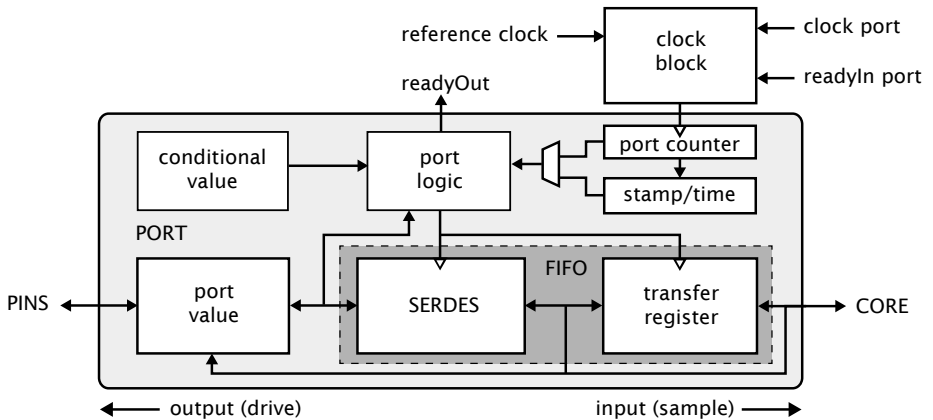 reference clock
clock
block
clock port
readyIn port
readyOut
conditional
value
port
logic
port counter
stamp/time
PORT
FIFO
PINS
port
value
SERDES
transfer
register
CORE
output (drive)
input (sample)